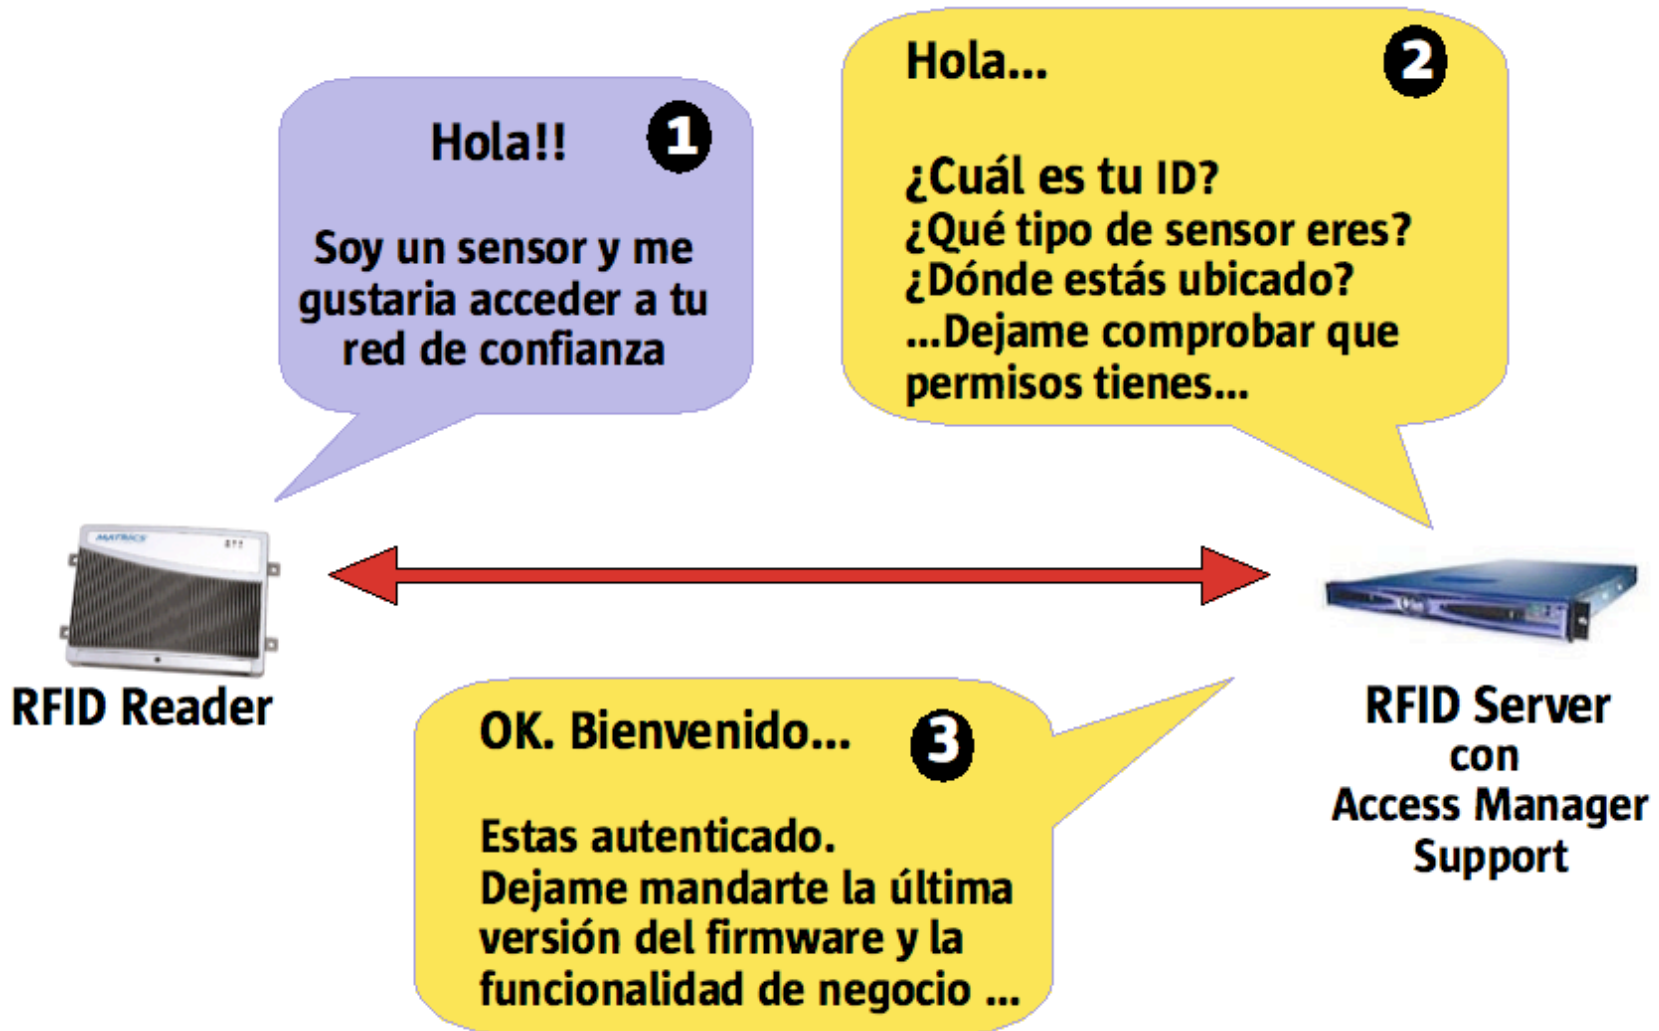 Hola!!
1
Soy un sensor y me
gustaria acceder a tu
red de confianza
Hola...
2
¿Cuál es tu ID?
¿Qué tipo de sensor eres?
¿Dónde estás ubicado?
...Dejame comprobar que
permisos tienes...
MATRICS
RFID Reader
OK. Bienvenido...
3
Estas autenticado.
Dejame mandarte la última
versión del firmware y la
funcionalidad de negocio ...
RFID Server
con
Access Manager
Support